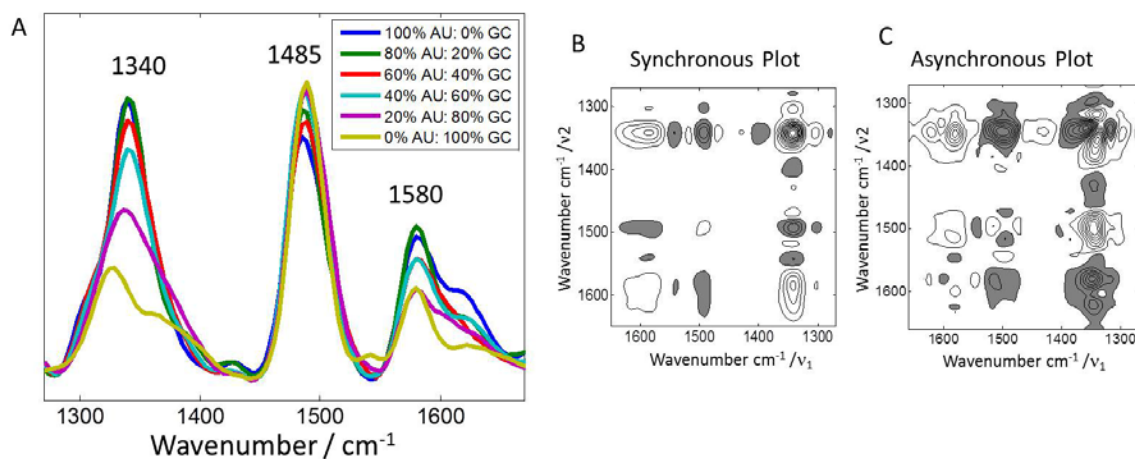 A
1340
1485
1580
100% AU: 0% GC
80% AU: 20% GC
60% AU: 40% GC
40% AU: 60% GC
20% AU: 80% GC
0% AU: 100% GC
1300 1400 1500 1600
Wavenumber / cm⁻¹
B
Synchronous Plot
Wavenumber cm⁻¹/ν2
1300
1400
1500
1600
1600 1500 1400 1300
Wavenumber cm⁻¹/ν₁
C
Asynchronous Plot
Wavenumber cm⁻¹/ν2
1300
1400
1500
1600
1600 1500 1400 1300
Wavenumber cm⁻¹/ν₁